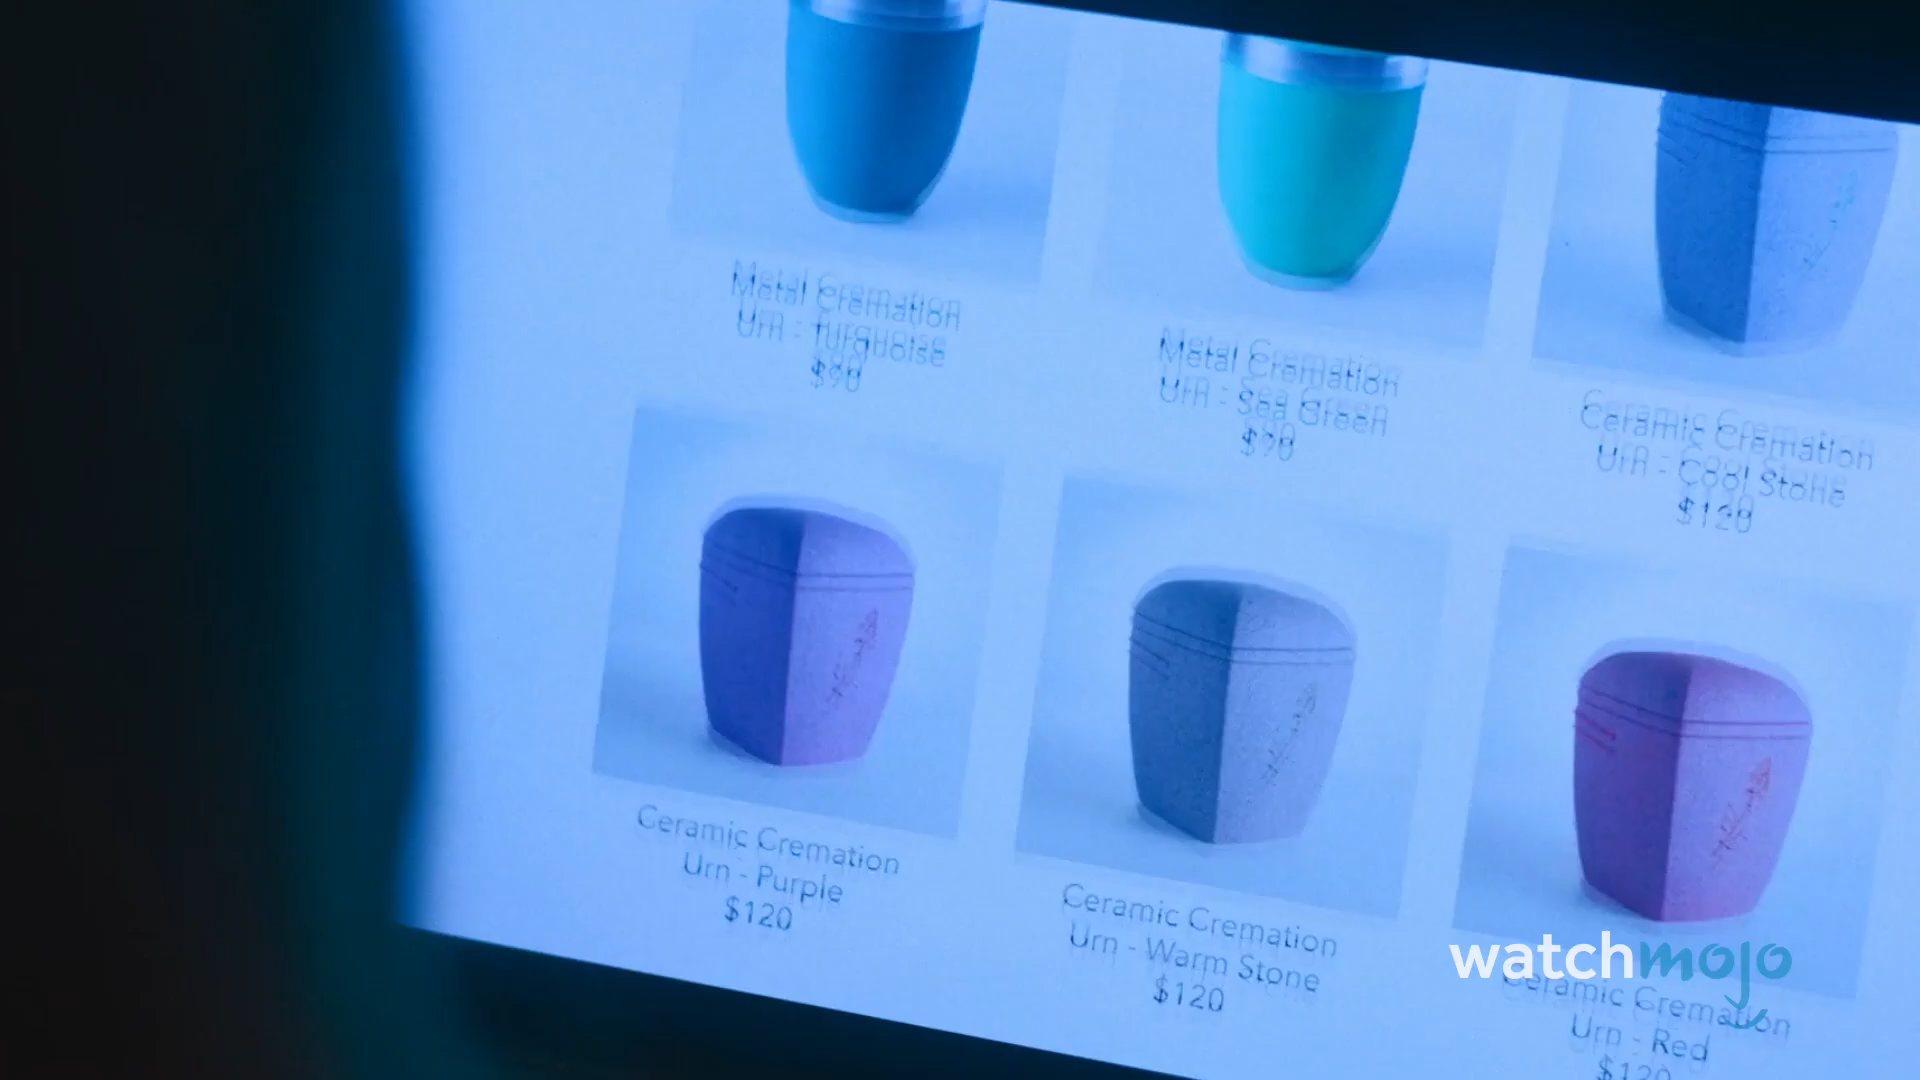 Metal Cremation
Urn - Turquoise
$90
Metal Cremation
Urn - Sea Green
$90
Ceramic Cremation
Urn - Cool Stone
$120
Ceramic Cremation
Urn - Purple
$120
Ceramic Cremation
Urn - Warm Stone
$120
Ceramic Cremation
Urn - Red
$120
watchmojo